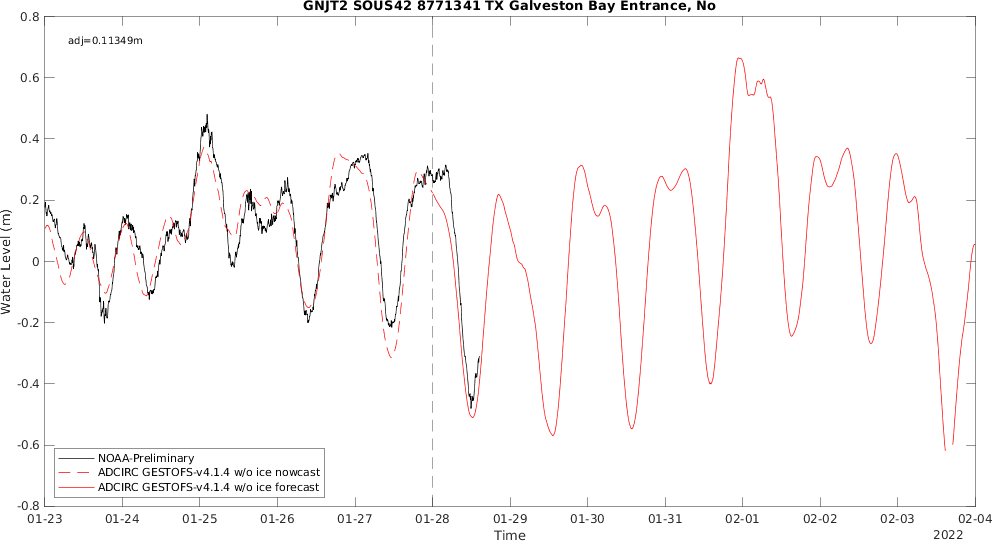 GNJT2 SOUS42 8771341 TX Galveston Bay Entrance, No
adj=0.11349m
Water Level (m)
0.8
0.6
0.4
0.2
0
-0.2
-0.4
-0.6
-0.8
NOAA-Preliminary
ADCIRC GESTOFS-v4.1.4 w/o ice nowcast
ADCIRC GESTOFS-v4.1.4 w/o ice forecast
01-23 01-24 01-25 01-26 01-27 01-28 01-29 01-30 01-31 02-01 02-02 02-03 02-04
Time
2022